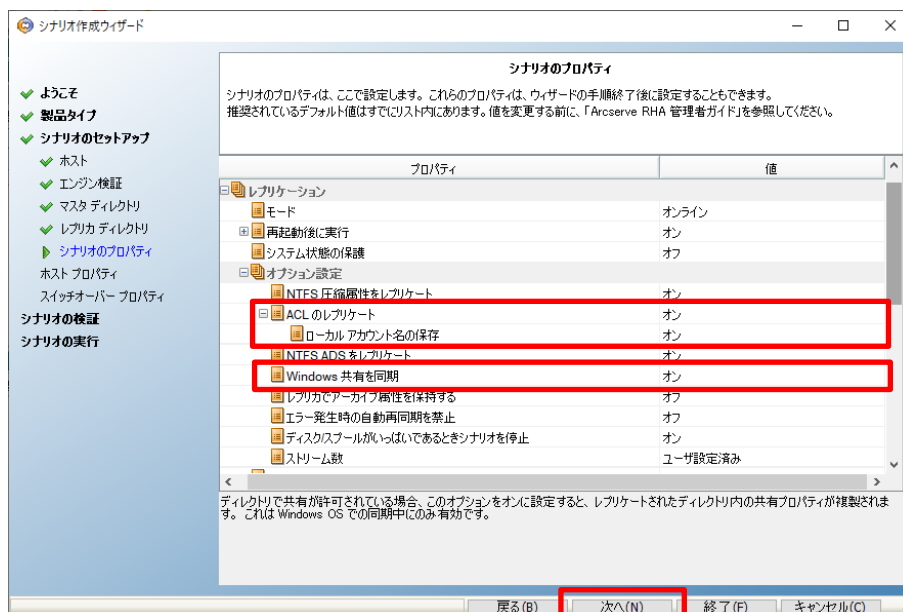 シナリオ作成ウィザード
シナリオのプロパティ
シナリオのプロパティは、ここで設定します。これらのプロパティは、ウィザードの手順終了後に設定することもできます。
推奨されているデフォルト値はすでにリスト内にあります。値を変更する前に、「Arcserve RHA 管理者ガイド」を参照してください。
ようこそ
製品タイプ
シナリオのセットアップ
ホスト
エンジン検証
マスタ ディレクトリ
レプリカ ディレクトリ
シナリオのプロパティ
ホスト プロパティ
スイッチオーバー プロパティ
シナリオの検証
シナリオの実行
プロパティ 値
レプリケーション
モード オンライン
再起動後に実行 オン
システム状態の保護 オフ
オプション設定
NTFS 圧縮属性をレプリケート オン
ACL のレプリケート オン
ローカル アカウント名の保存 オン
NTFS ADS をレプリケート オン
Windows 共有を同期 オン
レプリカでアーカイブ属性を保持する オフ
エラー発生時の自動再同期を禁止 オフ
ディスク/スプールがいっぱいであるときシナリオを停止 オン
ストリーム数 ユーザ設定済み
ディレクトリで共有が許可されている場合、このオプションをオンに設定すると、レプリケートされたディレクトリ内の共有プロパティが複製されま
す。これは Windows OS での同期中にのみ有効です。
戻る(B) 次へ(N) 終了(F) キャンセル(C)